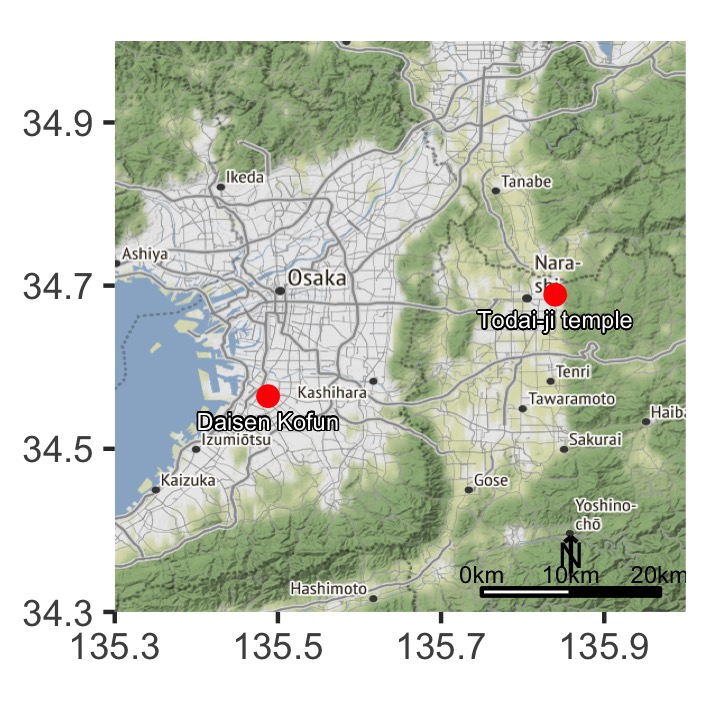 34.9
34.7
34.5
34.3
135.3
135.5
135.7
135.9
Ikeda
Tanabe
Ashiya
Nara-
shi
Osaka
Todai-ji temple
Kashihara
Tenri
Tawaramoto
Daisen Kofun
Izumiōtsu
Haiba
Sakurai
Kaizuka
Gose
Yoshino-
chō
N
0km
10km
20km
Hashimoto